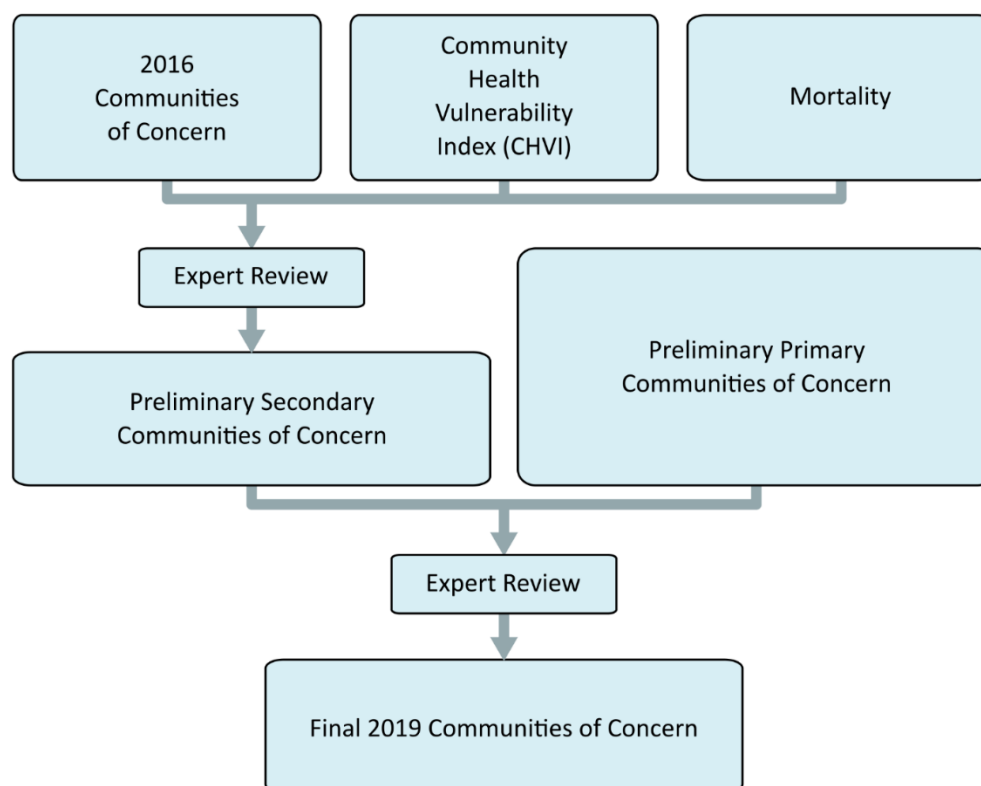 2016
Communities
of Concern
Community
Health
Vulnerability
Index (CHVI)
Mortality
Expert Review
Preliminary Primary
Communities of Concern
Preliminary Secondary
Communities of Concern
Expert Review
Final 2019 Communities of Concern